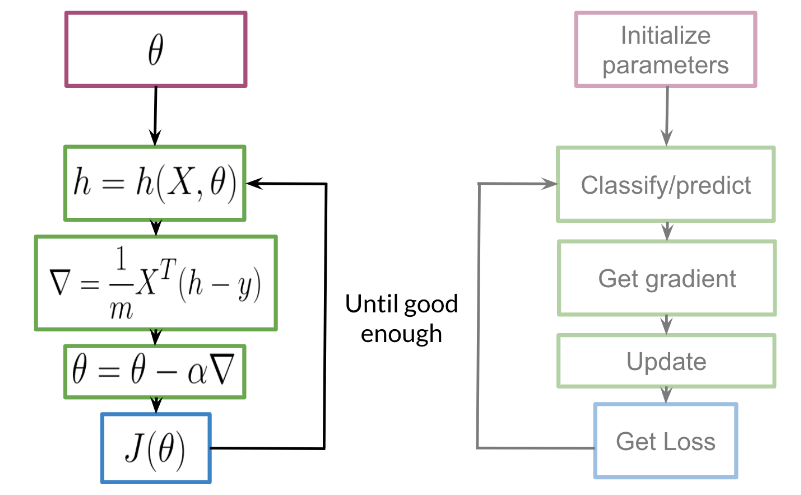 θ
h = h(X, θ)
∇ = 1/m X^T (h − y)
θ = θ − α∇
J(θ)
Until good
enough
Initialize
parameters
Classify/predict
Get gradient
Update
Get Loss